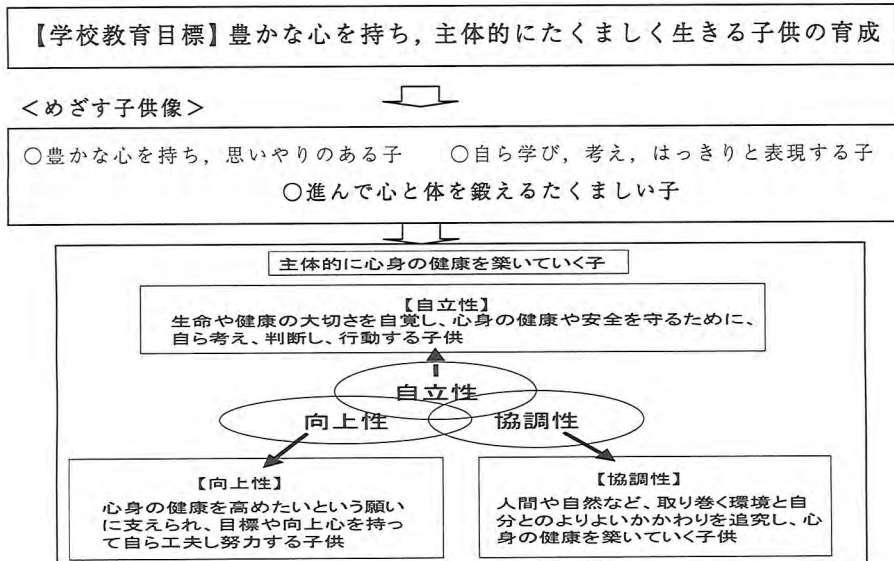 【学校教育目標】豊かな心を持ち，主体的にたくましく生きる子供の育成
＜めざす子供像＞
○豊かな心を持ち，思いやりのある子　○自ら学び，考え，はっきりと表現する子
○進んで心と体を鍛えるたくましい子
主体的に心身の健康を築いていく子
【自立性】
生命や健康の大切さを自覚し、心身の健康や安全を守るために、
自ら考え、判断し、行動する子供
自立性
向上性
協調性
【向上性】
心身の健康を高めたいという願い
に支えられ、目標や向上心を持っ
て自ら工夫し努力する子供
【協調性】
人間や自然など、取り巻く環境と自
分とのよりよいかかわりを追究し、心
身の健康を築いていく子供